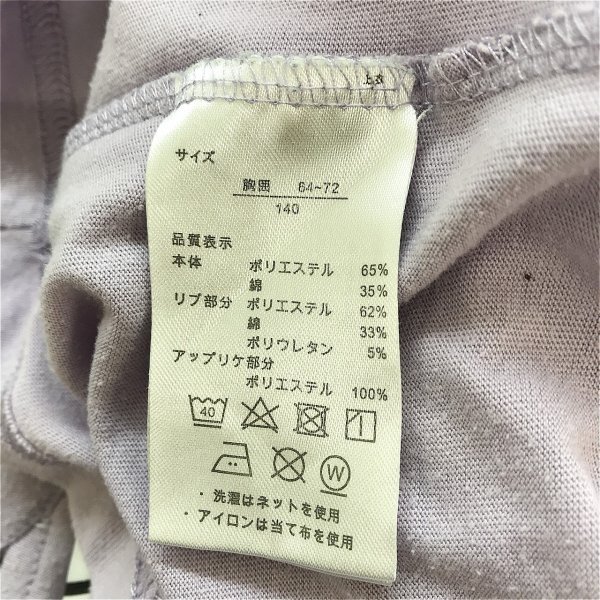 上衣
サイズ
胸囲 64~72
140
品質表示
本体 ポリエステル 65%
綿 35%
リブ部分 ポリエステル 62%
綿 33%
ポリウレタン 5%
アップリケ部分
ポリエステル 100%
40
W
・洗濯はネットを使用
・アイロンは当て布を使用